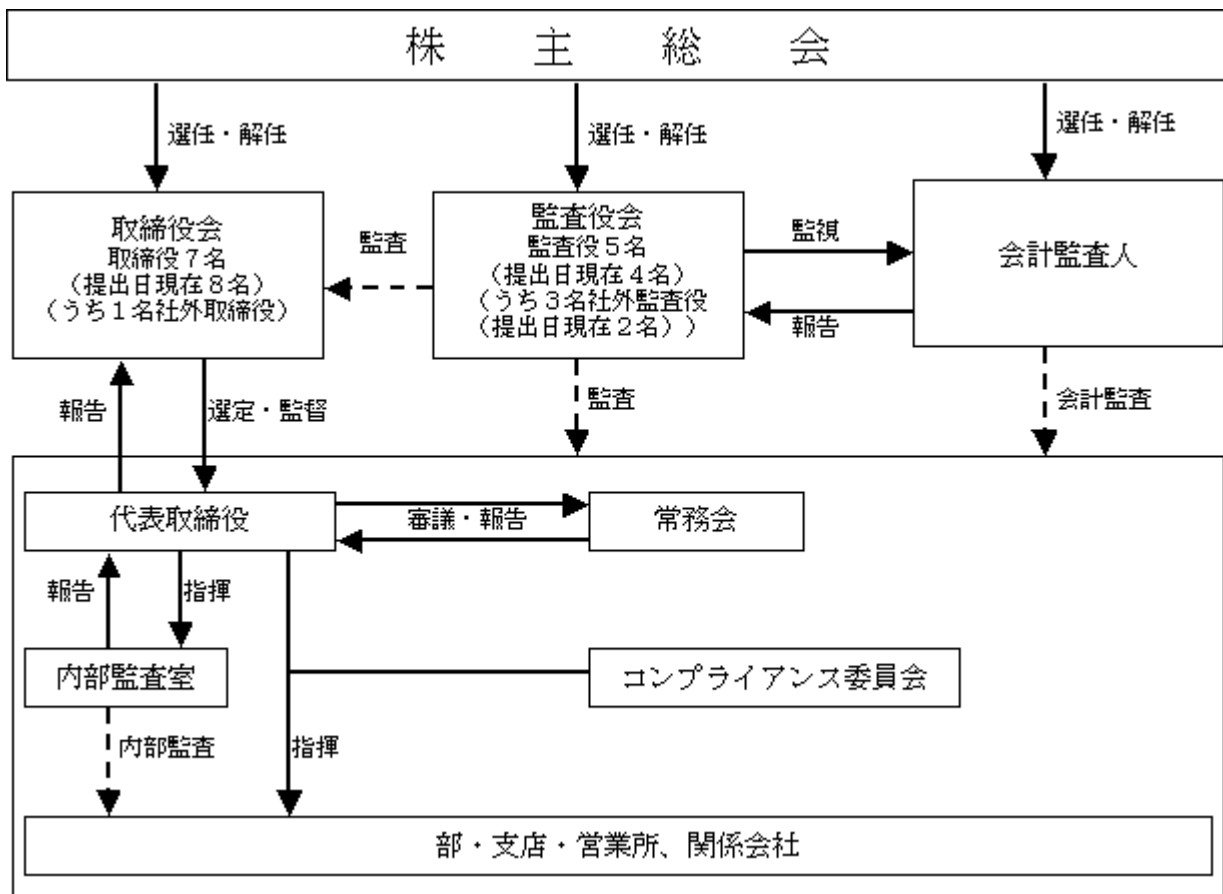 株主総会
選任・解任
選任・解任
選任・解任
取締役会
取締役7名
(提出日現在8名)
(うち1名社外取締役)
監査
監査役会
監査役5名
(提出日現在4名)
(うち3名社外監査役
(提出日現在2名))
監視
報告
会計監査人
報告
選定・監督
監査
会計監査
代表取締役
審議・報告
常務会
報告
指揮
内部監査室
コンプライアンス委員会
内部監査
指揮
部・支店・営業所、関係会社